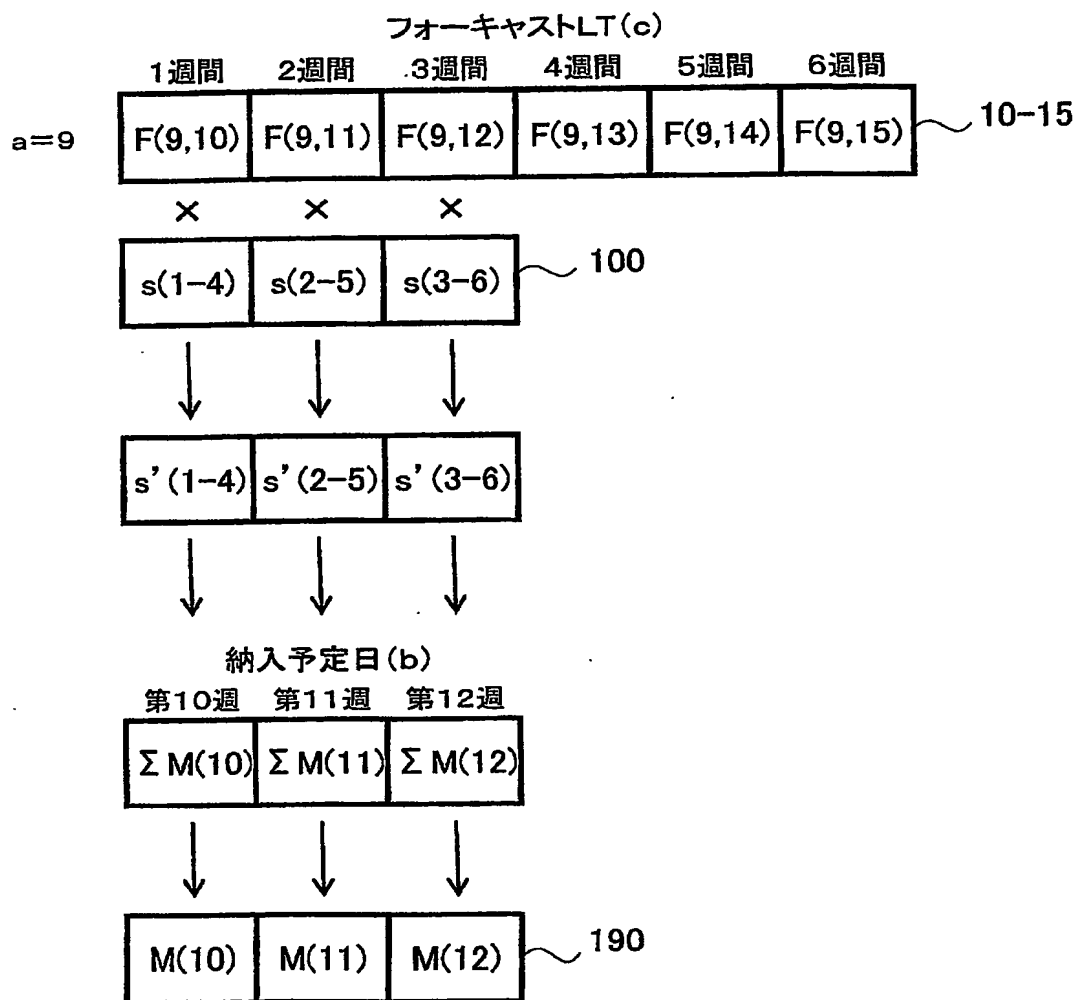 フォーキャストLT(c)
1週間 2週間 3週間 4週間 5週間 6週間
a=9 F(9,10) F(9,11) F(9,12) F(9,13) F(9,14) F(9,15) 10-15
× × ×
s(1-4) s(2-5) s(3-6) 100
s'(1-4) s'(2-5) s'(3-6)
納入予定日(b)
第10週 第11週 第12週
Σ M(10) Σ M(11) Σ M(12)
M(10) M(11) M(12) 190